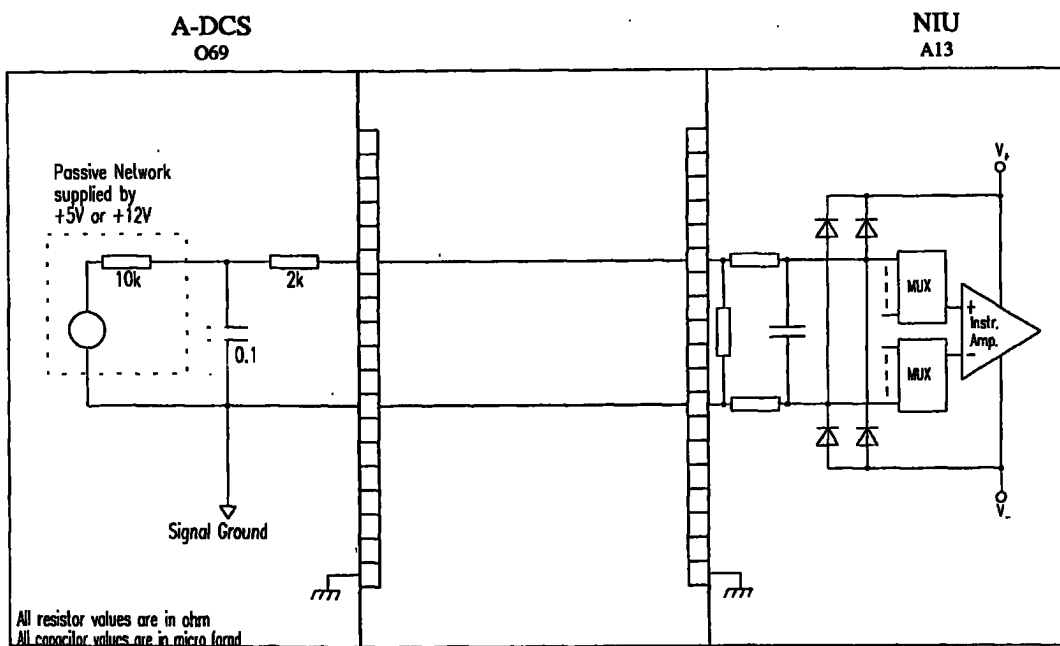 A-DCS
O69
NIU
A13
Passive Network
supplied by
+5V or +12V
10k
2k
0.1
Signal Ground
V+
MUX
+
Instr.
Amp.
-
MUX
V-
All resistor values are in ohm
All capacitor values are in micro farad